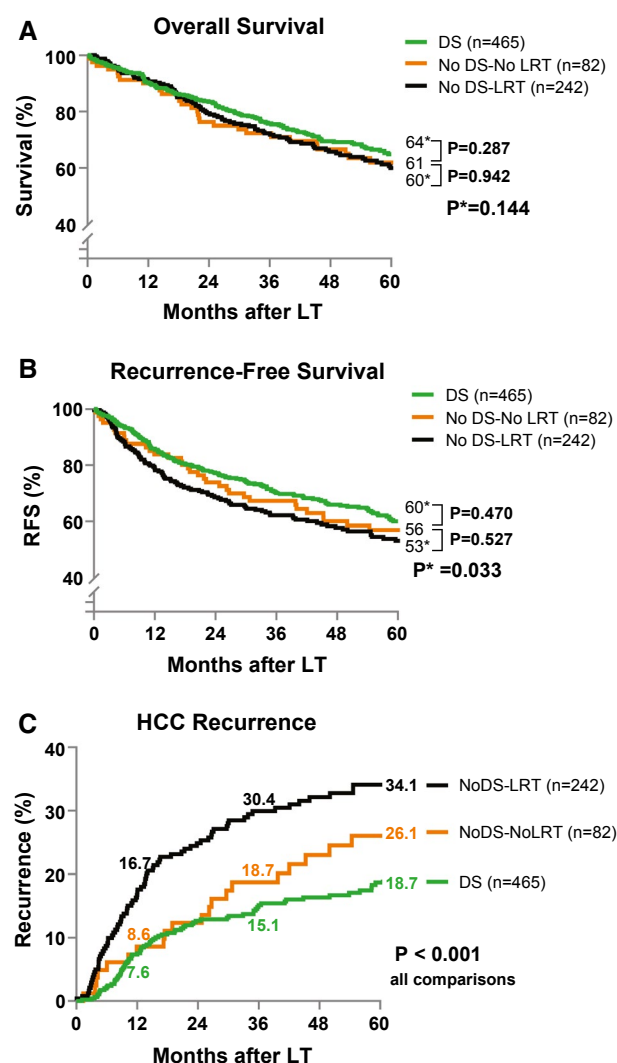 A
Overall Survival
DS (n=465)
No DS-No LRT (n=82)
No DS-LRT (n=242)
Survival (%)
100
80
60
40
64*
61
60*
P=0.287
P=0.942
P*=0.144
0 12 24 36 48 60
Months after LT
B
Recurrence-Free Survival
DS (n=465)
No DS-No LRT (n=82)
No DS-LRT (n=242)
RFS (%)
100
80
60
40
60*
56
53*
P=0.470
P=0.527
P* =0.033
0 12 24 36 48 60
Months after LT
C
HCC Recurrence
Recurrence (%)
40
30
20
10
0
16.7
30.4
34.1
NoDS-LRT (n=242)
8.6
18.7
26.1
NoDS-NoLRT (n=82)
7.6
15.1
18.7
DS (n=465)
P < 0.001
all comparisons
0 12 24 36 48 60
Months after LT